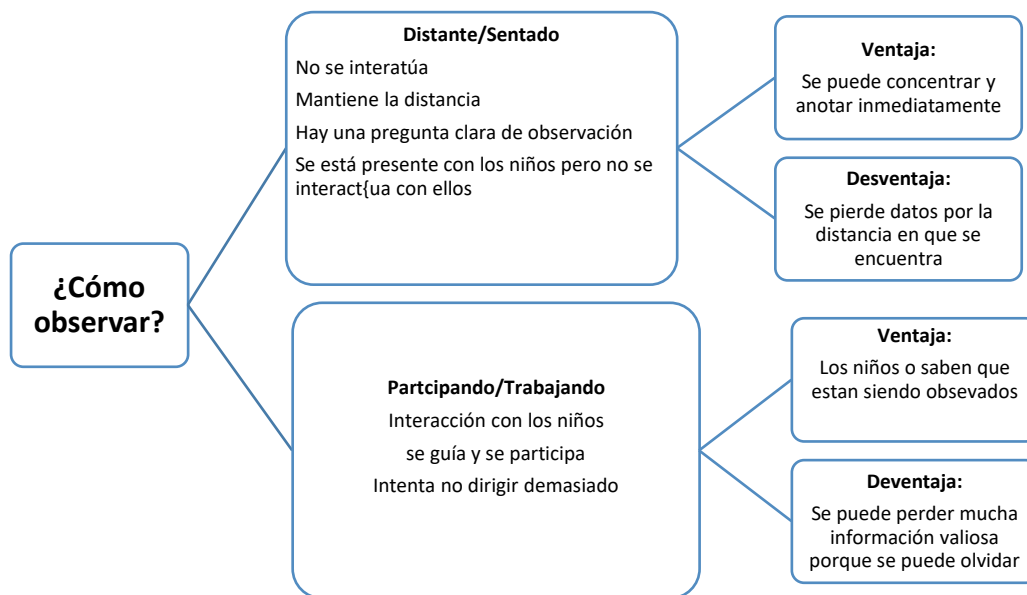 ¿Cómo
observar?
Distante/Sentado
No se interatúa
Mantiene la distancia
Hay una pregunta clara de observación
Se está presente con los niños pero no se
interact{ua con ellos
Ventaja:
Se puede concentrar y
anotar inmediatamente
Desventaja:
Se pierde datos por la
distancia en que se
encuentra
Partcipando/Trabajando
Interacción con los niños
se guía y se participa
Intenta no dirigir demasiado
Ventaja:
Los niños o saben que
estan siendo obsevados
Deventaja:
Se puede perder mucha
información valiosa
porque se puede olvidar